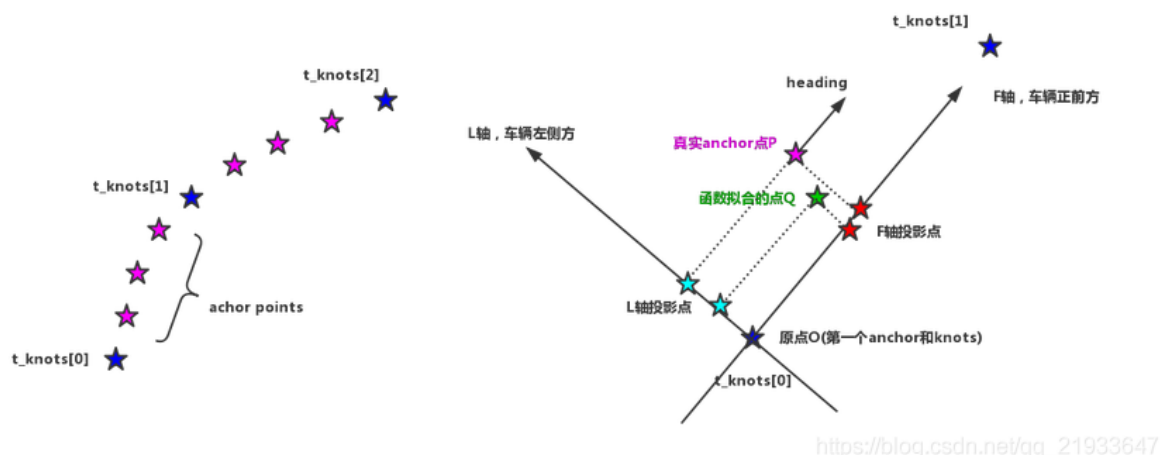 t_knots[2]
t_knots[1]
achor points
t_knots[0]
t_knots[1]
heading
F轴，车辆正前方
L轴，车辆左侧方
真实anchor点P
函数拟合的点Q
F轴投影点
L轴投影点
原点O(第一个anchor和knots)
t_knots[0]
https://blog.csdn.net/qq_21933647